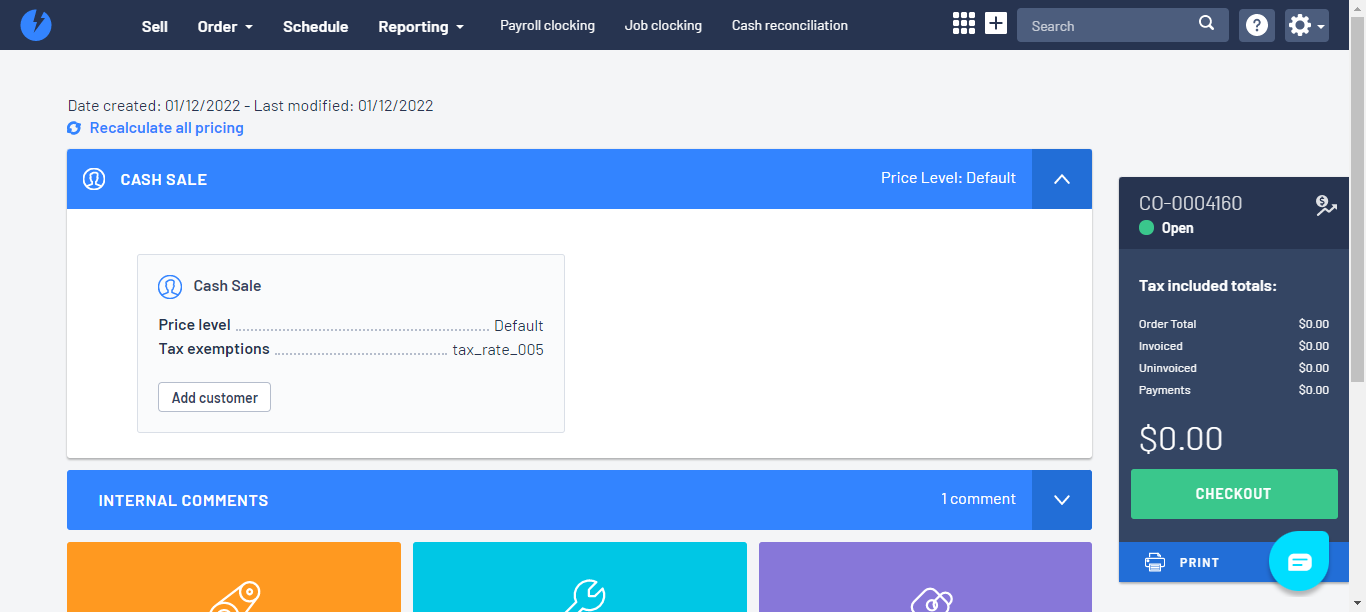 Sell Order Schedule Reporting Payroll clocking Job clocking Cash reconciliation Search
Date created: 01/12/2022 - Last modified: 01/12/2022
Recalculate all pricing
CASH SALE Price Level: Default
Cash Sale
Price level Default
Tax exemptions tax_rate_005
Add customer
INTERNAL COMMENTS 1 comment
CO-0004160
Open
Tax included totals:
Order Total $0.00
Invoiced $0.00
Uninvoiced $0.00
Payments $0.00
$0.00
CHECKOUT
PRINT